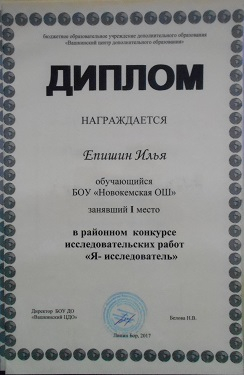 бюджетное образовательное учреждение дополнительного образования
«Вашкинский центр дополнительного образования»
ДИПЛОМ
НАГРАЖДАЕТСЯ
Епишин Илья
обучающийся
БОУ «Новокемская ОШ»
занявший I место
в районном конкурсе
исследовательских работ
«Я- исследователь»
Директор БОУ ДО
«Вашкинский ЦДО»
Белова Н.В.
Липин Бор, 2017